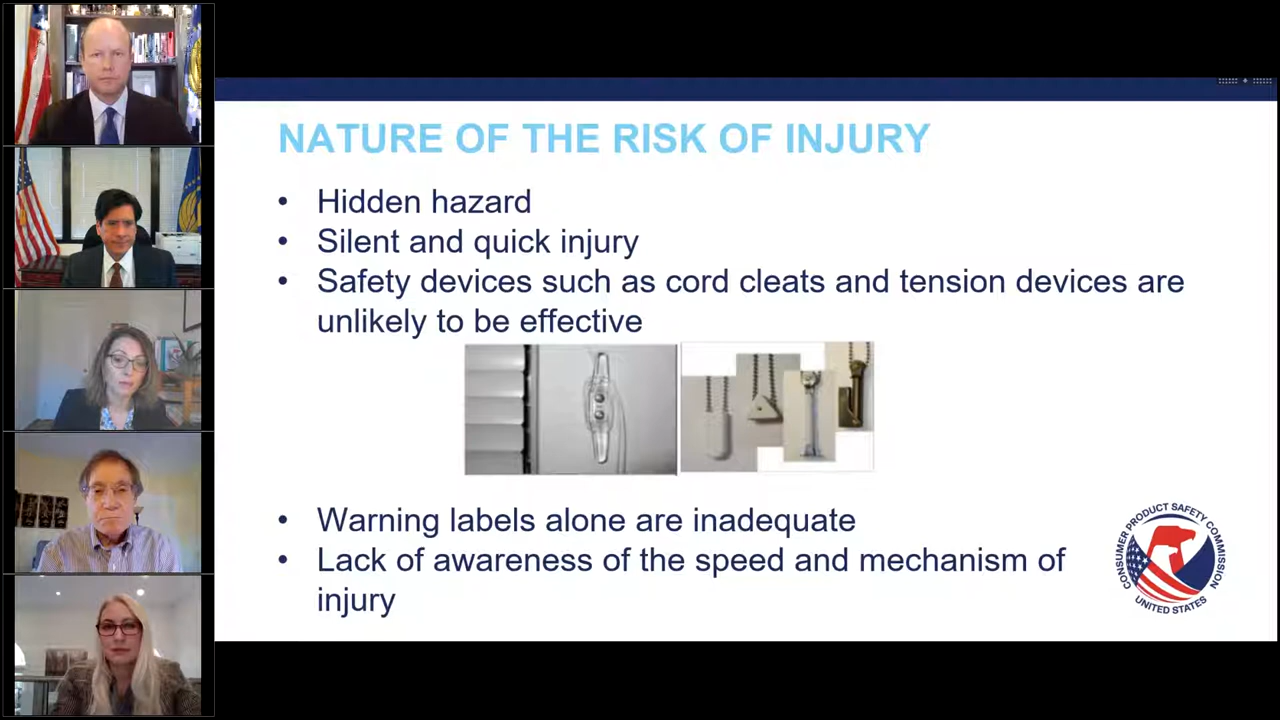 NATURE OF THE RISK OF INJURY
• Hidden hazard
• Silent and quick injury
• Safety devices such as cord cleats and tension devices are
unlikely to be effective
• Warning labels alone are inadequate
• Lack of awareness of the speed and mechanism of
injury
CONSUMER PRODUCT SAFETY COMMISSION
UNITED STATES